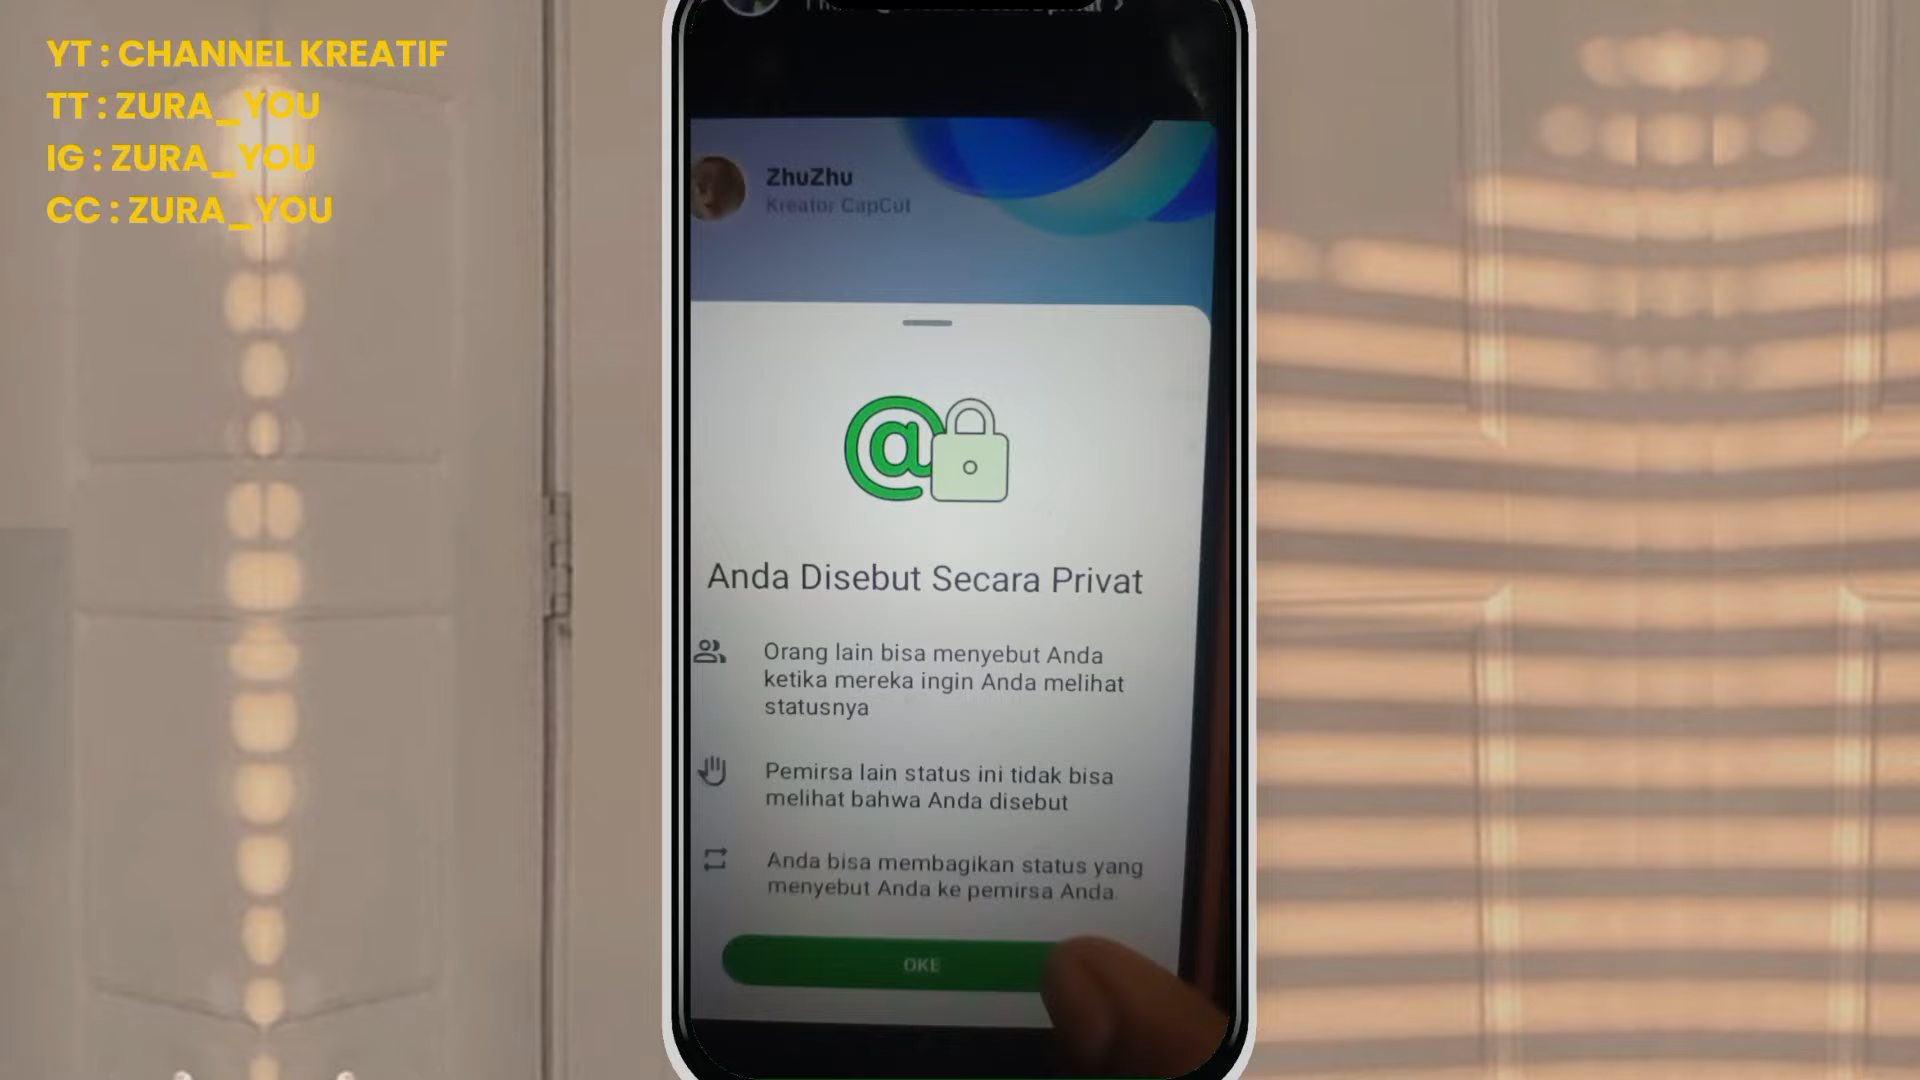 YT : CHANNEL KREATIF
TT : ZURA_YOU
IG : ZURA_YOU
CC : ZURA_YOU
ZhuZhu
Kreator CapCut
Anda Disebut Secara Privat
Orang lain bisa menyebut Anda
ketika mereka ingin Anda melihat
statusnya
Pemirsa lain status ini tidak bisa
melihat bahwa Anda disebut
Anda bisa membagikan status yang
menyebut Anda ke pemirsa Anda.
OKE